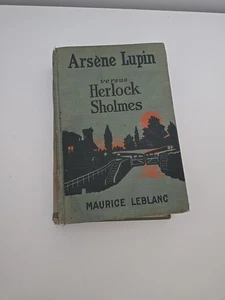 Arsène Lupin
versus
Herlock
Sholmes
MAURICE LEBLANC